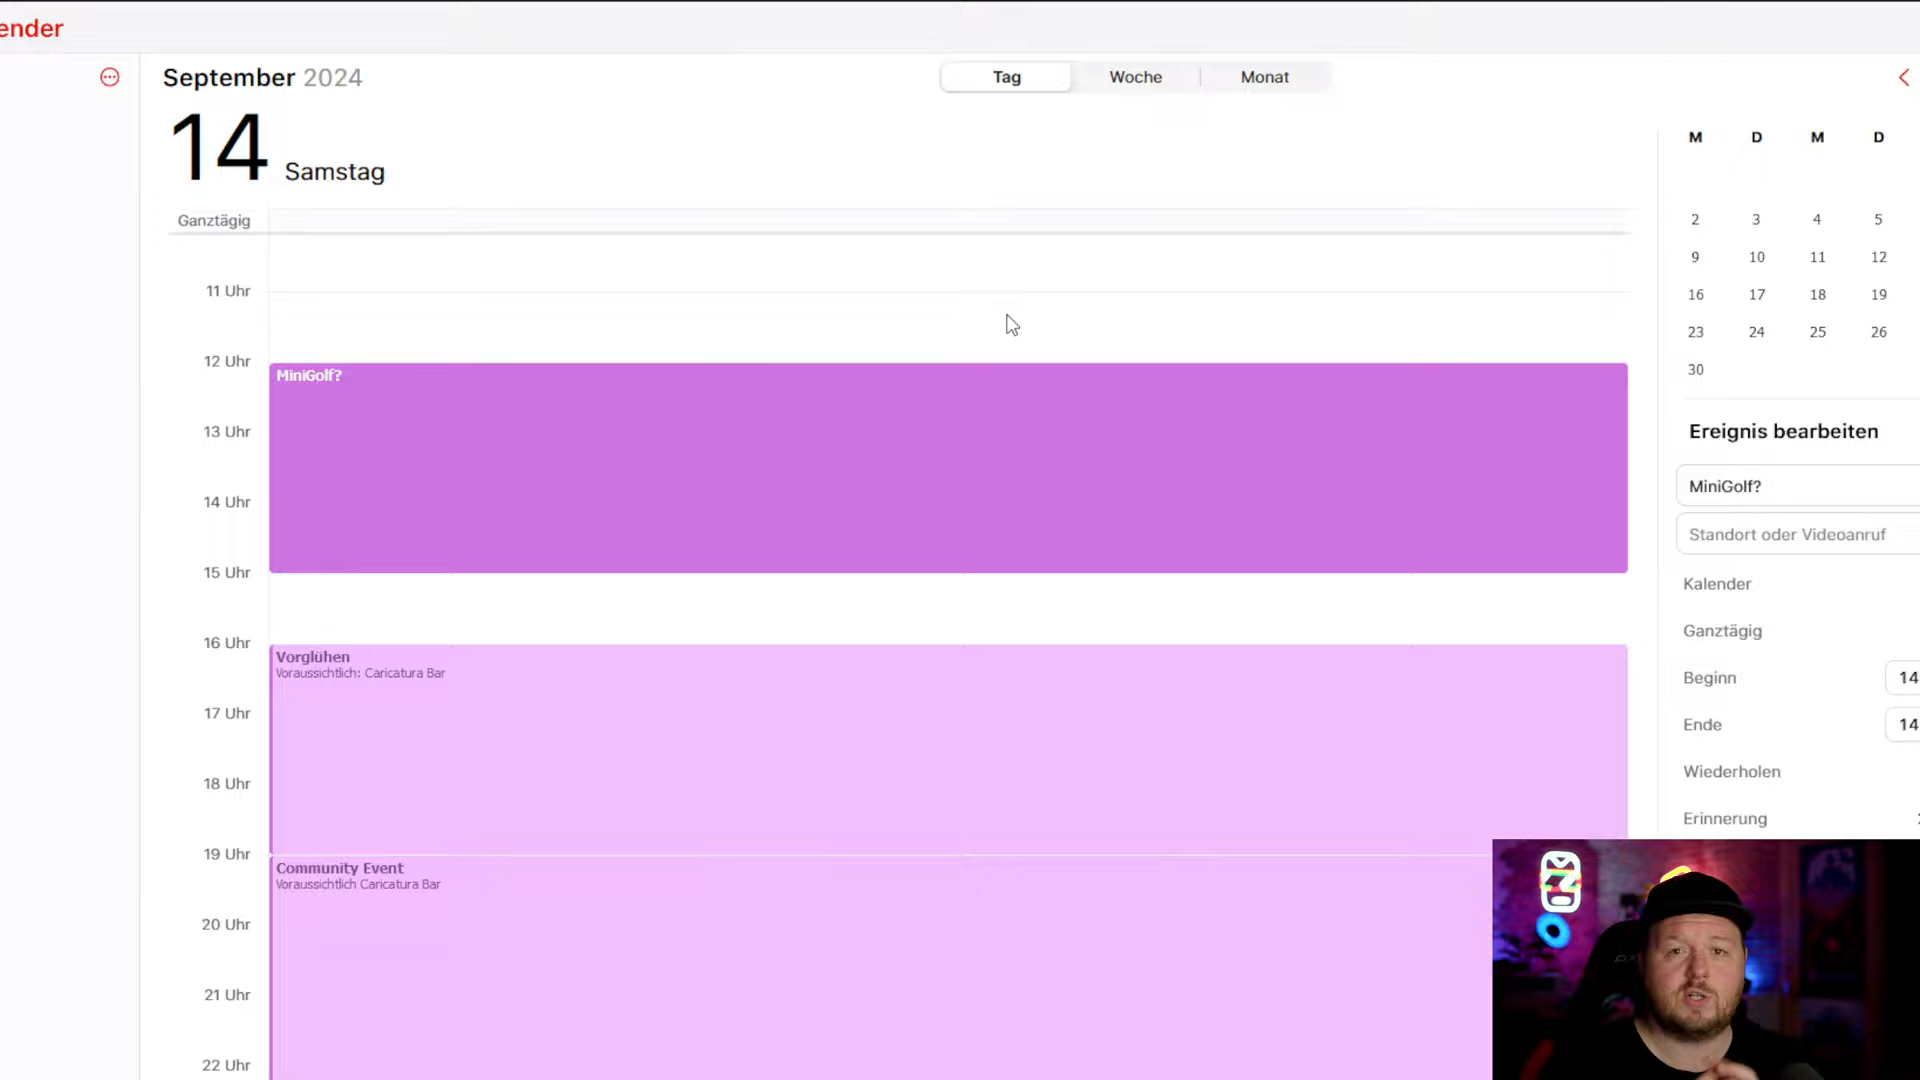 ender
September 2024
Tag
Woche
Monat
14 Samstag
Ganztägig
11 Uhr
12 Uhr
MiniGolf?
13 Uhr
14 Uhr
15 Uhr
16 Uhr
Vorglühen
Voraussichtlich: Caricatura Bar
17 Uhr
18 Uhr
19 Uhr
Community Event
Voraussichtlich Caricatura Bar
20 Uhr
21 Uhr
22 Uhr
M D M D
2 3 4 5
9 10 11 12
16 17 18 19
23 24 25 26
30
Ereignis bearbeiten
MiniGolf?
Standort oder Videoanruf
Kalender
Ganztägig
Beginn 14
Ende 14
Wiederholen
Erinnerung